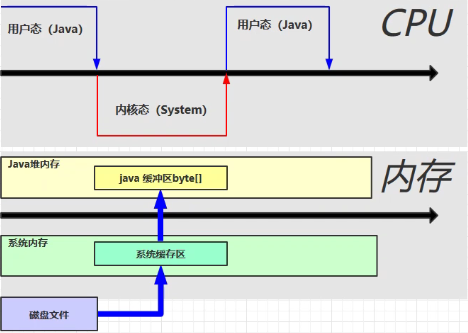 CPU
用户态（Java）
用户态（Java）
内核态（System）
内存
Java堆内存
java 缓冲区byte[]
系统内存
系统缓存区
磁盘文件